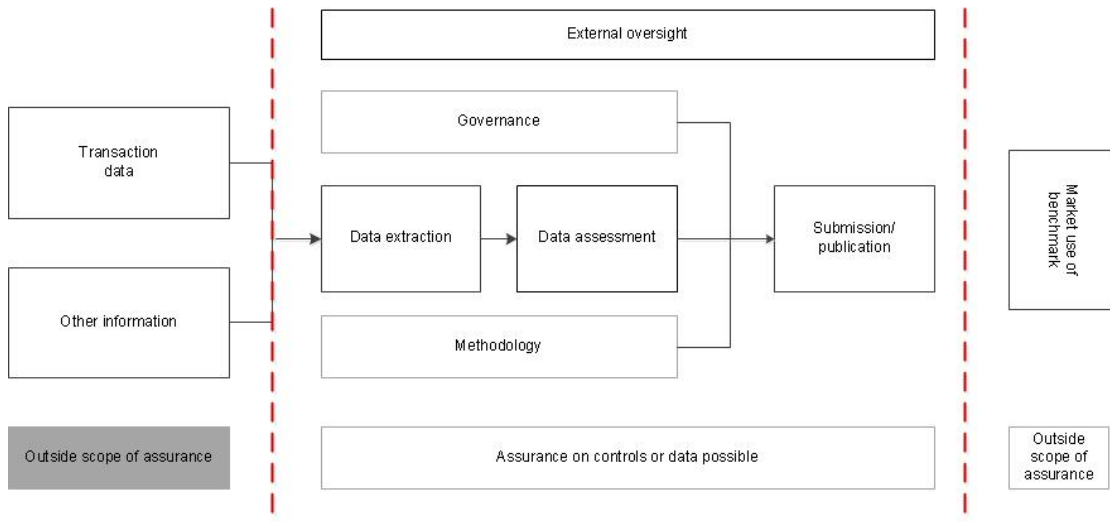 External oversight
Governance
Transaction
data
Data extraction
Data assessment
Submission/
publication
Market use of
benchmark
Other information
Methodology
Outside scope of assurance
Assurance on controls or data possible
Outside
scope of
assurance